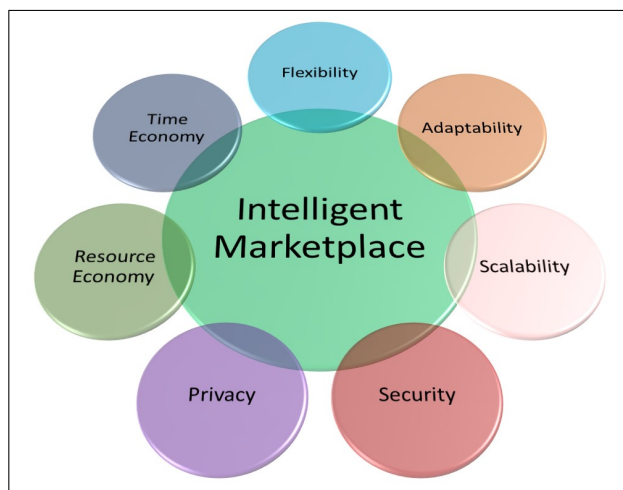 Flexibility
Time
Economy
Adaptability
Intelligent
Marketplace
Resource
Economy
Scalability
Privacy
Security